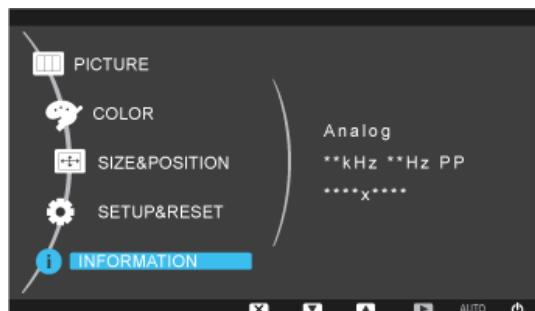 PICTURE
COLOR
SIZE&POSITION
SETUP&RESET
INFORMATION
Analog
**kHz **Hz PP
****x****
AUTO